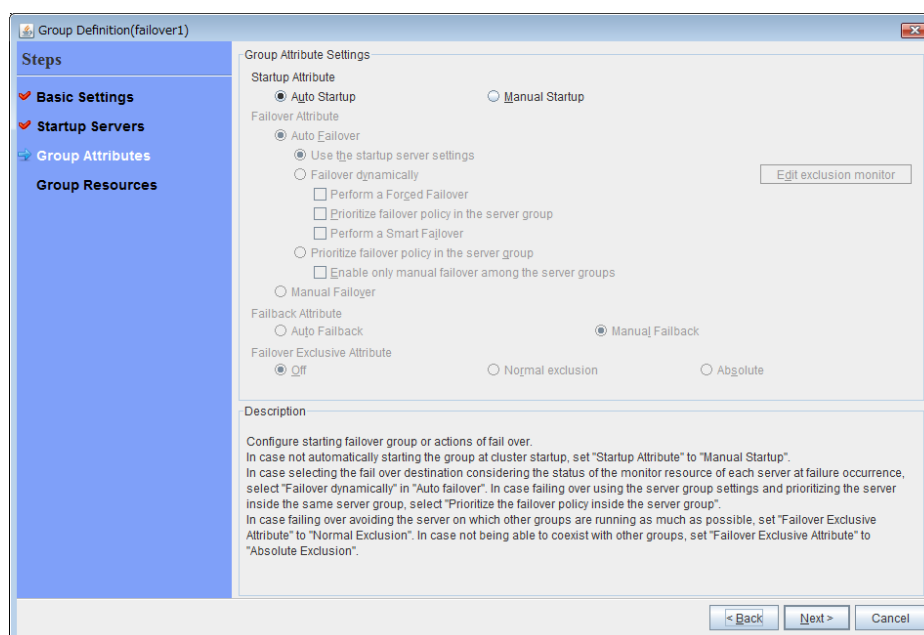 Group Definition(failover1)
Steps
Basic Settings
Startup Servers
Group Attributes
Group Resources
Group Attribute Settings
Startup Attribute
Auto Startup Manual Startup
Failover Attribute
Auto Failover
Use the startup server settings
Failover dynamically Edit exclusion monitor
Perform a Forced Failover
Prioritize failover policy in the server group
Perform a Smart Failover
Prioritize failover policy in the server group
Enable only manual failover among the server groups
Manual Failover
Failback Attribute
Auto Failback Manual Failback
Failover Exclusive Attribute
Off Normal exclusion Absolute
Description
Configure starting failover group or actions of fail over.
In case not automatically starting the group at cluster startup, set "Startup Attribute" to "Manual Startup".
In case selecting the fail over destination considering the status of the monitor resource of each server at failure occurrence,
select "Failover dynamically" in "Auto failover". In case failing over using the server group settings and prioritizing the server
inside the same server group, select "Prioritize the failover policy inside the server group".
In case failing over avoiding the server on which other groups are running as much as possible, set "Failover Exclusive
Attribute" to "Normal Exclusion". In case not being able to coexist with other groups, set "Failover Exclusive Attribute" to
"Absolute Exclusion".
< Back Next > Cancel